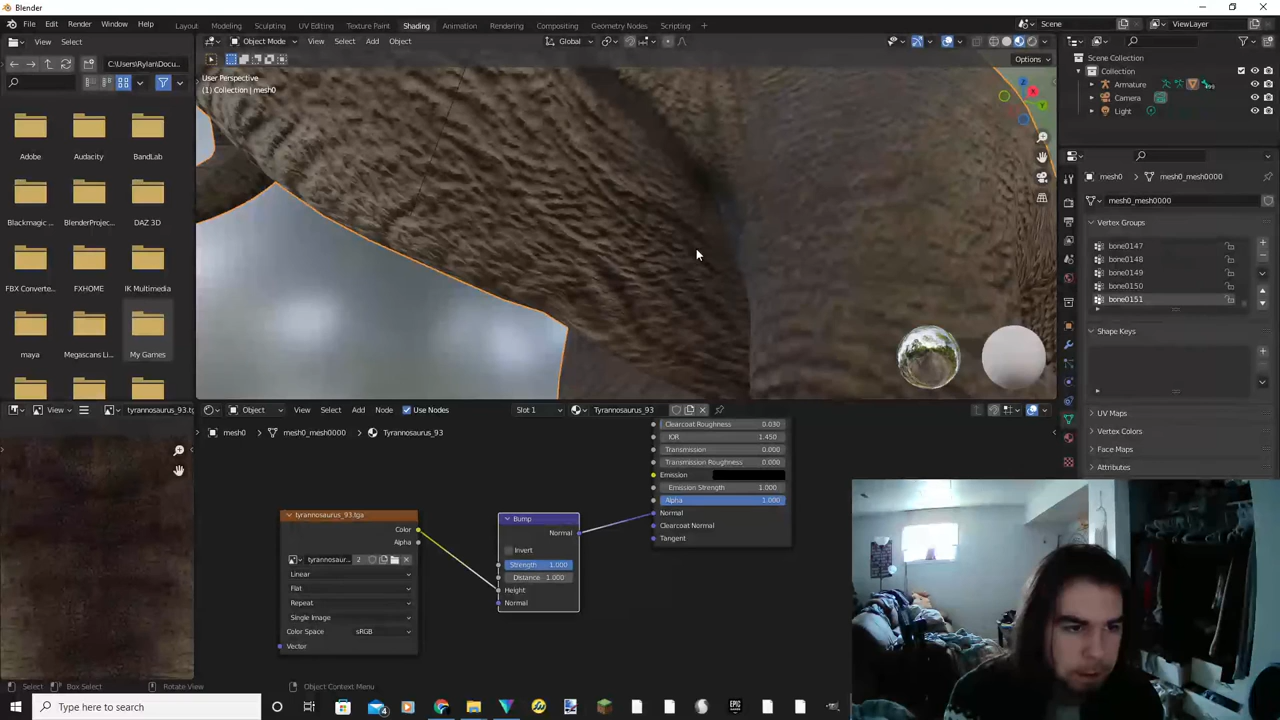 Blender
File Edit Render Window Help Layout Modeling Sculpting UV Editing Texture Paint Shading Animation Rendering Compositing Geometry Nodes Scripting + Scene ViewLayer
View Select Object Mode View Select Add Object Global
C:\Users\Rylan\Docu... Options
User Perspective
(1) Collection | mesh0
Scene Collection
Collection
Armature
Camera
Light
Adobe Audacity BandLab
Blackmagic ... BlenderProjec... DAZ 3D
FBX Converte... FXHOME IK Multimedia
maya Megascans Li... My Games
mesh0 mesh0_mesh0000
mesh0_mesh0000
Vertex Groups
bone0147
bone0148
bone0149
bone0150
bone0151
Shape Keys
UV Maps
Vertex Colors
Face Maps
Attributes
View tyrannosaurus_93.tg
Object View Select Add Node Use Nodes Slot 1 Tyrannosaurus_93
mesh0 mesh0_mesh0000 Tyrannosaurus_93
Clearcoat Roughness 0.030
IOR 1.450
Transmission 0.000
Transmission Roughness 0.000
Emission
Emission Strength 1.000
Alpha 1.000
Normal
Clearcoat Normal
Tangent
tyrannosaurus_93.tga
Color
Alpha
tyrannosaur... 2
Linear
Flat
Repeat
Single Image
Color Space sRGB
Vector
Bump
Normal
Invert
Strength 1.000
Distance 1.000
Height
Normal
Select Box Select Rotate View Object Context Menu
Type here to search